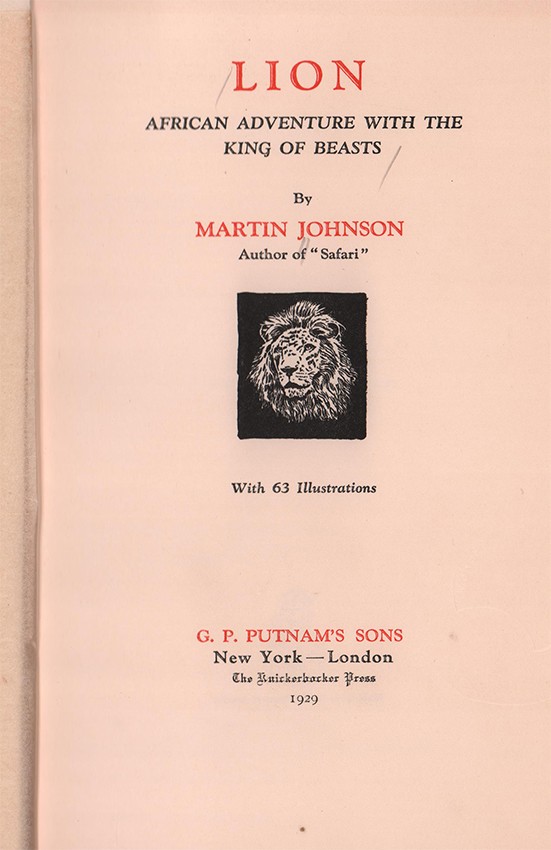 LION
AFRICAN ADVENTURE WITH THE
KING OF BEASTS
By
MARTIN JOHNSON
Author of "Safari"
With 63 Illustrations
G. P. PUTNAM'S SONS
New York—London
The Knickerbocker Press
1929